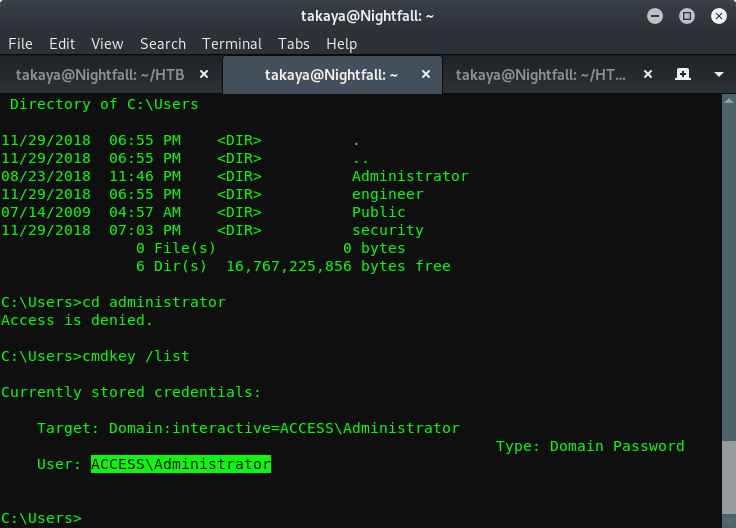 takaya@Nightfall: ~
File Edit View Search Terminal Tabs Help
takaya@Nightfall: ~/HTB takaya@Nightfall: ~ takaya@Nightfall: ~/HT…
Directory of C:\Users
11/29/2018  06:55 PM    <DIR>          .
11/29/2018  06:55 PM    <DIR>          ..
08/23/2018  11:46 PM    <DIR>          Administrator
11/29/2018  06:55 PM    <DIR>          engineer
07/14/2009  04:57 AM    <DIR>          Public
11/29/2018  07:03 PM    <DIR>          security
0 File(s)              0 bytes
6 Dir(s)  16,767,225,856 bytes free
C:\Users>cd administrator
Access is denied.
C:\Users>cmdkey /list
Currently stored credentials:
Target: Domain:interactive=ACCESS\Administrator
Type: Domain Password
User: ACCESS\Administrator
C:\Users>